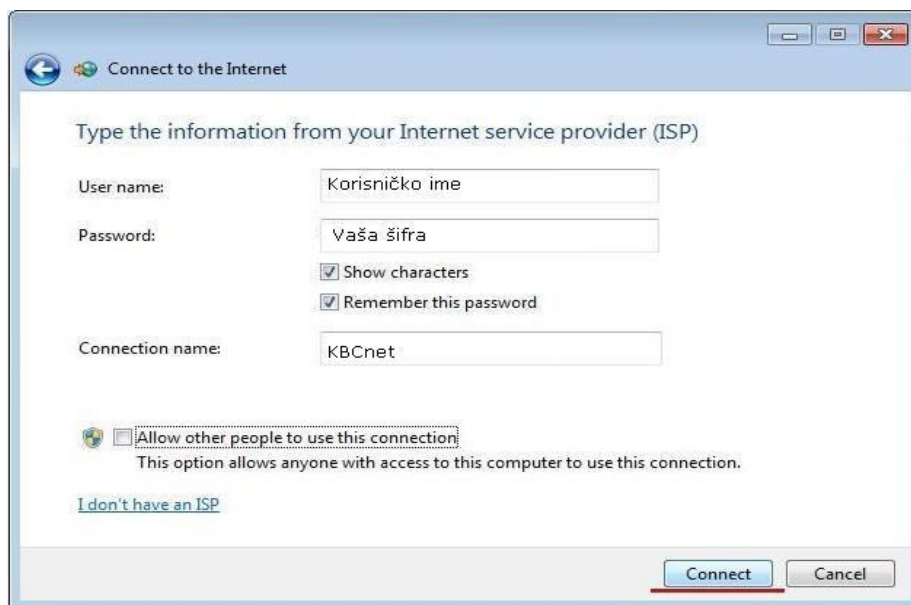 Connect to the Internet
Type the information from your Internet service provider (ISP)
User name: Korisničko ime
Password: Vaša šifra
Show characters
Remember this password
Connection name: KBCnet
Allow other people to use this connection
This option allows anyone with access to this computer to use this connection.
I don't have an ISP
Connect Cancel